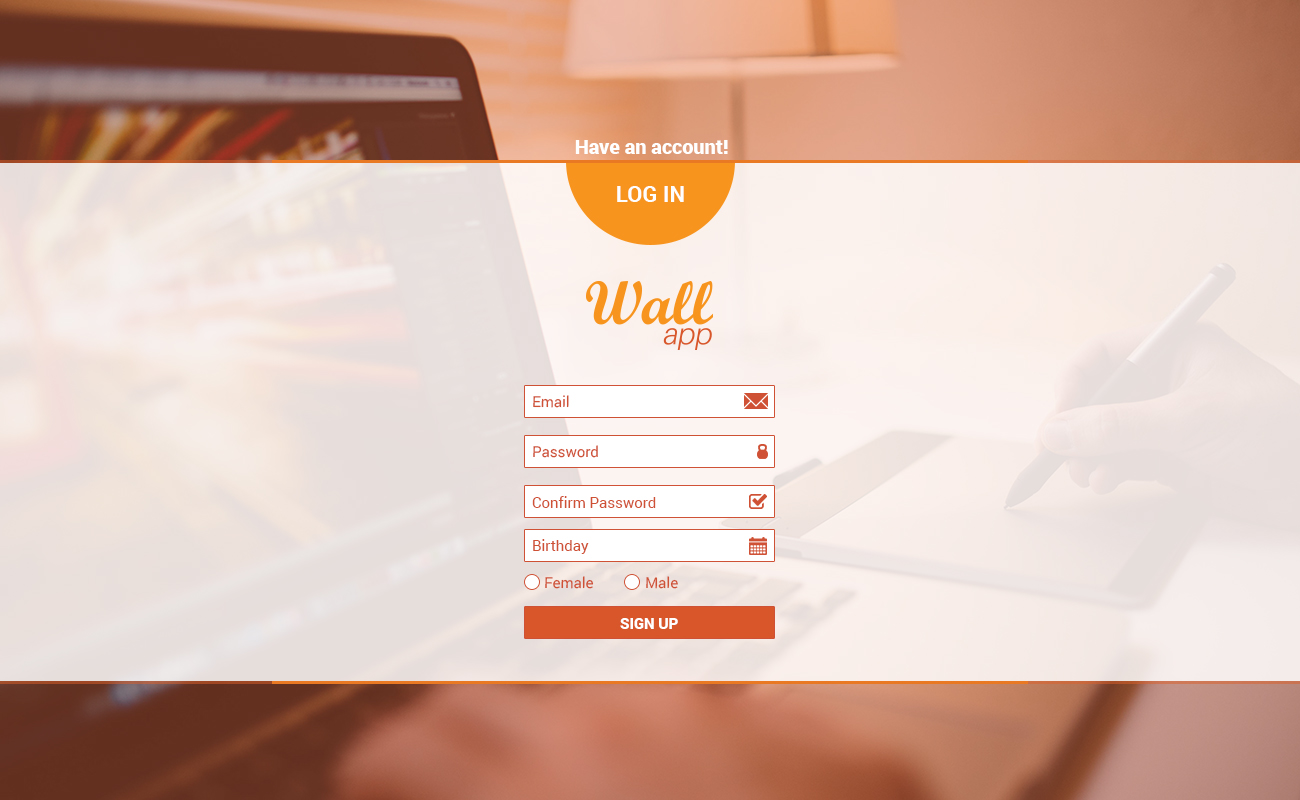 Have an account!
LOG IN
Wall
app
Email
Password
Confirm Password
Birthday
Female Male
SIGN UP